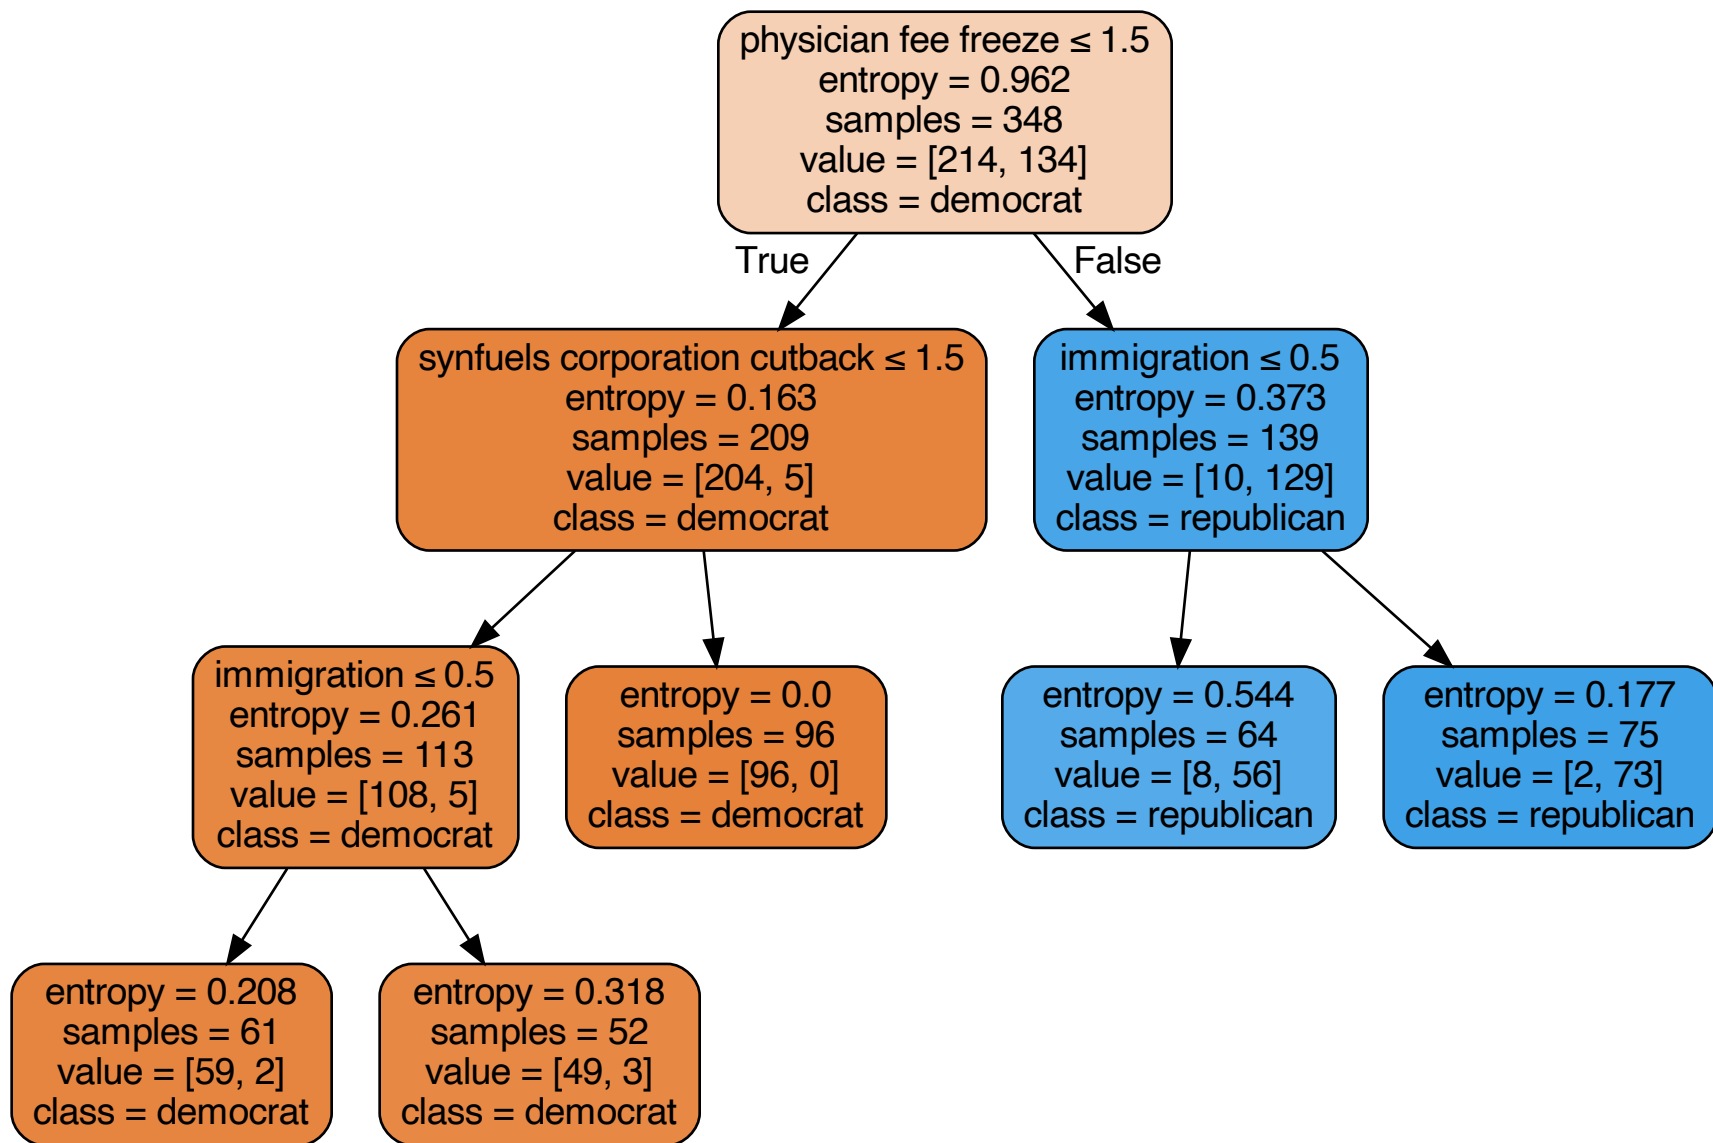 physician fee freeze ≤ 1.5
entropy = 0.962
samples = 348
value = [214, 134]
class = democrat
True
False
synfuels corporation cutback ≤ 1.5
entropy = 0.163
samples = 209
value = [204, 5]
class = democrat
immigration ≤ 0.5
entropy = 0.373
samples = 139
value = [10, 129]
class = republican
immigration ≤ 0.5
entropy = 0.261
samples = 113
value = [108, 5]
class = democrat
entropy = 0.0
samples = 96
value = [96, 0]
class = democrat
entropy = 0.544
samples = 64
value = [8, 56]
class = republican
entropy = 0.177
samples = 75
value = [2, 73]
class = republican
entropy = 0.208
samples = 61
value = [59, 2]
class = democrat
entropy = 0.318
samples = 52
value = [49, 3]
class = democrat